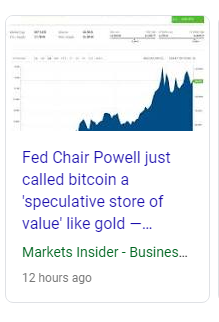 Fed Chair Powell just
called bitcoin a
'speculative store of
value' like gold —…
Markets Insider - Busines…
12 hours ago